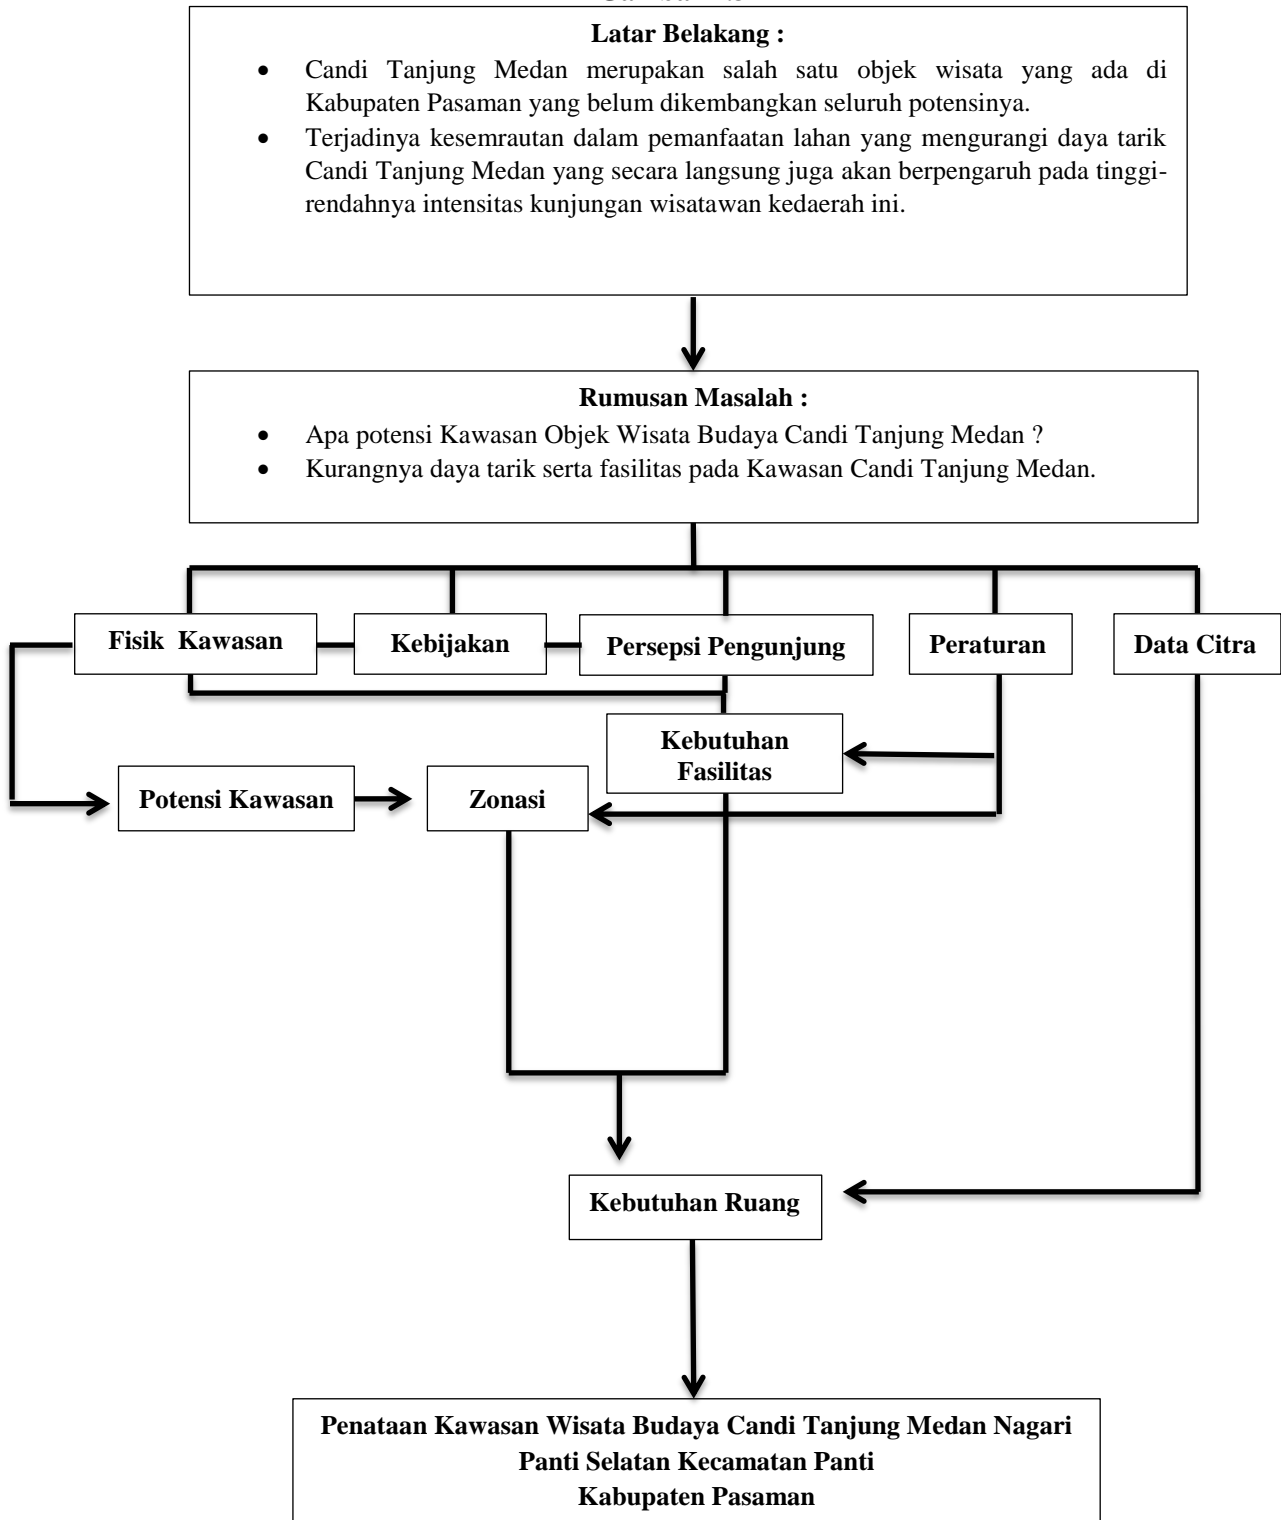 Latar Belakang :
• Candi Tanjung Medan merupakan salah satu objek wisata yang ada di
Kabupaten Pasaman yang belum dikembangkan seluruh potensinya.
• Terjadinya kesemrautan dalam pemanfaatan lahan yang mengurangi daya tarik
Candi Tanjung Medan yang secara langsung juga akan berpengaruh pada tinggi-
rendahnya intensitas kunjungan wisatawan kedaerah ini.
Rumusan Masalah :
• Apa potensi Kawasan Objek Wisata Budaya Candi Tanjung Medan ?
• Kurangnya daya tarik serta fasilitas pada Kawasan Candi Tanjung Medan.
Fisik Kawasan
Kebijakan
Persepsi Pengunjung
Peraturan
Data Citra
Kebutuhan
Fasilitas
Potensi Kawasan
Zonasi
Kebutuhan Ruang
Penataan Kawasan Wisata Budaya Candi Tanjung Medan Nagari
Panti Selatan Kecamatan Panti
Kabupaten Pasaman